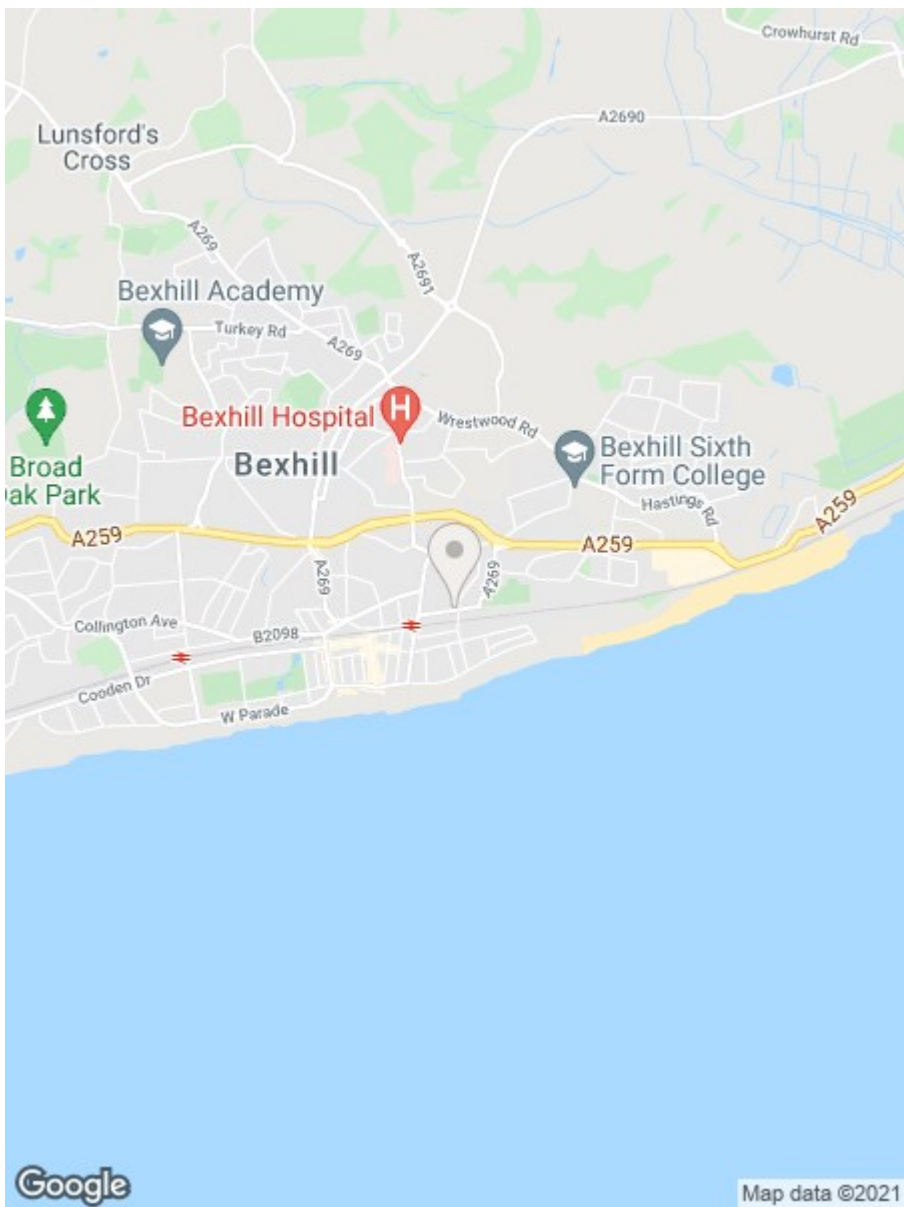 Crowhurst Rd
A2690
Lunsford's
Cross
A269
A2691
Bexhill Academy
Turkey Rd
A269
Bexhill Hospital
H
Wrestwood Rd
Bexhill
Bexhill Sixth
Form College
Broad
Oak Park
Hastings Rd
A259
A259
A259
A269
A269
Collington Ave
B2098
Cooden Dr
W Parade
Google
Map data ©2021